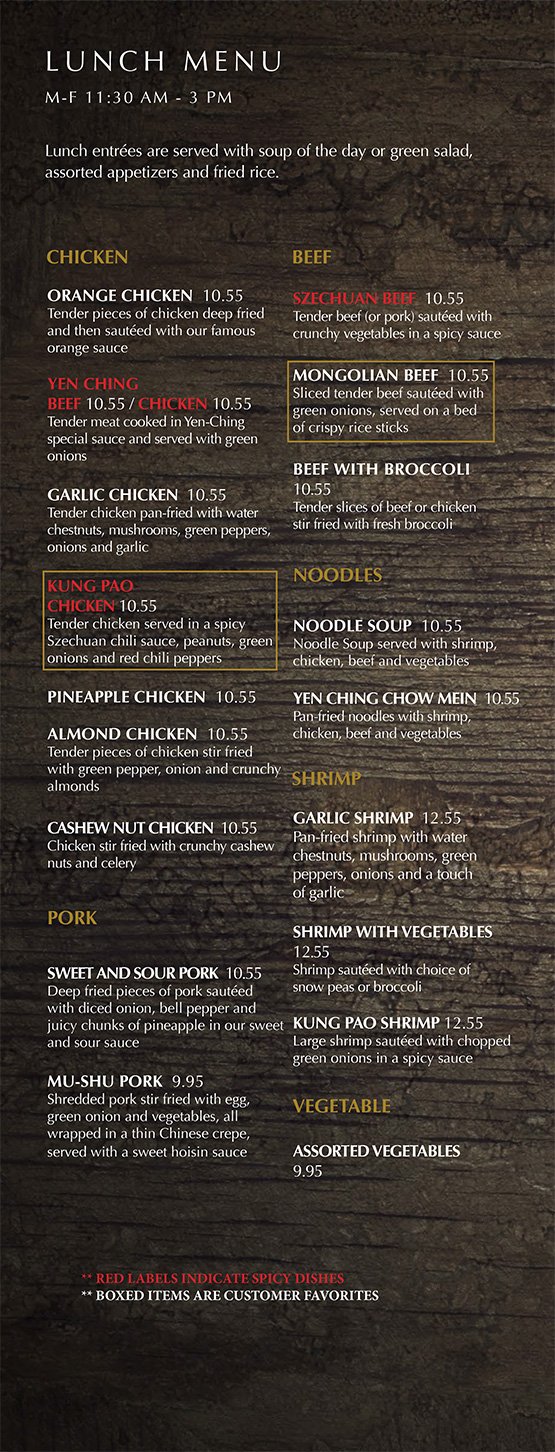 LUNCH MENU
M-F 11:30 AM - 3 PM
Lunch entrées are served with soup of the day or green salad,
assorted appetizers and fried rice.
CHICKEN
ORANGE CHICKEN 10.55
Tender pieces of chicken deep fried
and then sautéed with our famous
orange sauce
YEN CHING
BEEF 10.55 / CHICKEN 10.55
Tender meat cooked in Yen-Ching
special sauce and served with green
onions
GARLIC CHICKEN 10.55
Tender chicken pan-fried with water
chestnuts, mushrooms, green peppers,
onions and garlic
KUNG PAO
CHICKEN 10.55
Tender chicken served in a spicy
Szechuan chili sauce, peanuts, green
onions and red chili peppers
PINEAPPLE CHICKEN 10.55
ALMOND CHICKEN 10.55
Tender pieces of chicken stir fried
with green pepper, onion and crunchy
almonds
CASHEW NUT CHICKEN 10.55
Chicken stir fried with crunchy cashew
nuts and celery
PORK
SWEET AND SOUR PORK 10.55
Deep fried pieces of pork sautéed
with diced onion, bell pepper and
juicy chunks of pineapple in our sweet
and sour sauce
MU-SHU PORK 9.95
Shredded pork stir fried with egg,
green onion and vegetables, all
wrapped in a thin Chinese crepe,
served with a sweet hoisin sauce
BEEF
SZECHUAN BEEF 10.55
Tender beef (or pork) sautéed with
crunchy vegetables in a spicy sauce
MONGOLIAN BEEF 10.55
Sliced tender beef sautéed with
green onions, served on a bed
of crispy rice sticks
BEEF WITH BROCCOLI
10.55
Tender slices of beef or chicken
stir fried with fresh broccoli
NOODLES
NOODLE SOUP 10.55
Noodle Soup served with shrimp,
chicken, beef and vegetables
YEN CHING CHOW MEIN 10.55
Pan-fried noodles with shrimp,
chicken, beef and vegetables
SHRIMP
GARLIC SHRIMP 12.55
Pan-fried shrimp with water
chestnuts, mushrooms, green
peppers, onions and a touch
of garlic
SHRIMP WITH VEGETABLES
12.55
Shrimp sautéed with choice of
snow peas or broccoli
KUNG PAO SHRIMP 12.55
Large shrimp sautéed with chopped
green onions in a spicy sauce
VEGETABLE
ASSORTED VEGETABLES
9.95
** RED LABELS INDICATE SPICY DISHES
** BOXED ITEMS ARE CUSTOMER FAVORITES